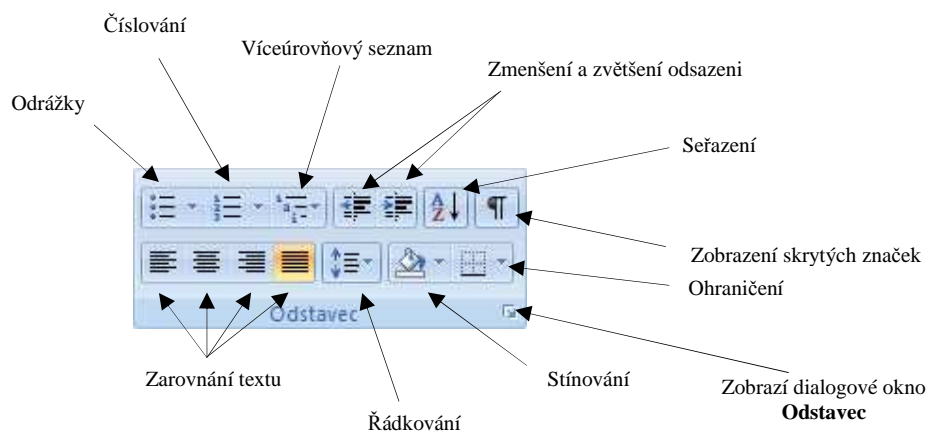 Číslování
Víceúrovňový seznam
Zmenšení a zvětšení odsazeni
Odrážky
Seřazení
Zobrazení skrytých značek
Ohraničení
Odstavec
Zarovnání textu
Stínování
Zobrazí dialogové okno
Odstavec
Řádkování